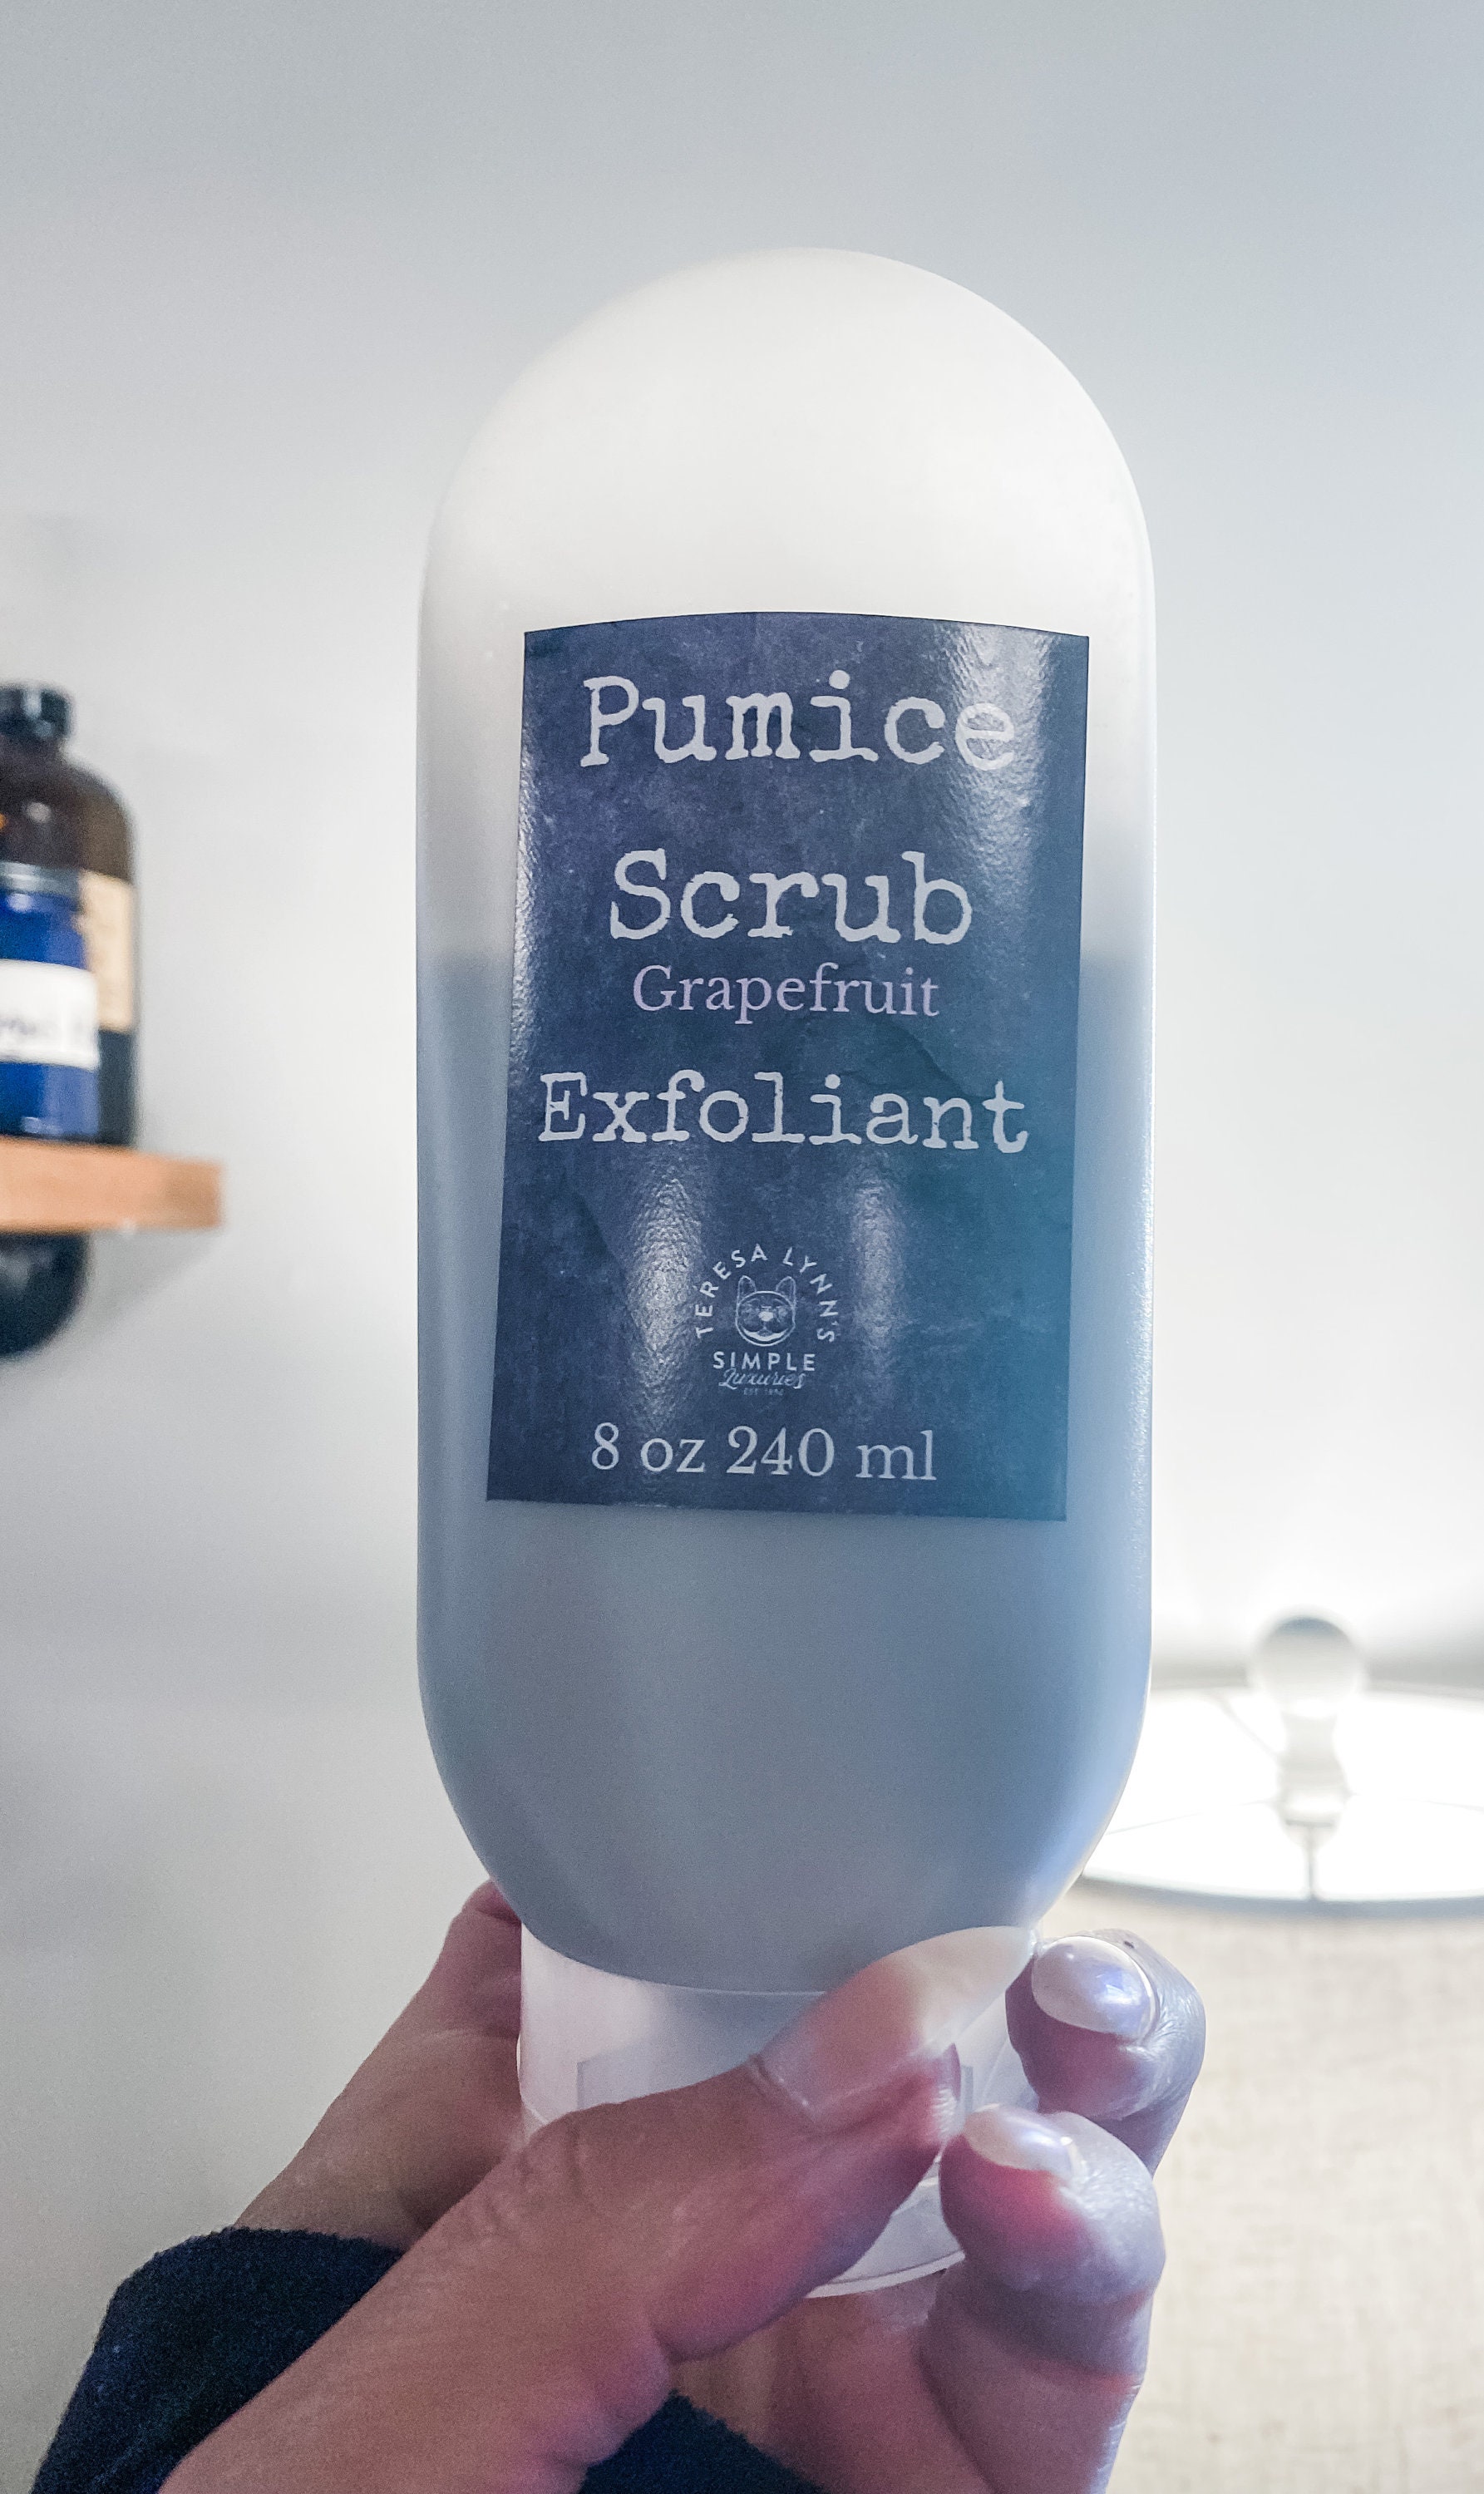 Pumice
Scrub
Grapefruit
Exfoliant
TERESA LYNN'S
SIMPLE
Luxuries
8 oz 240 ml